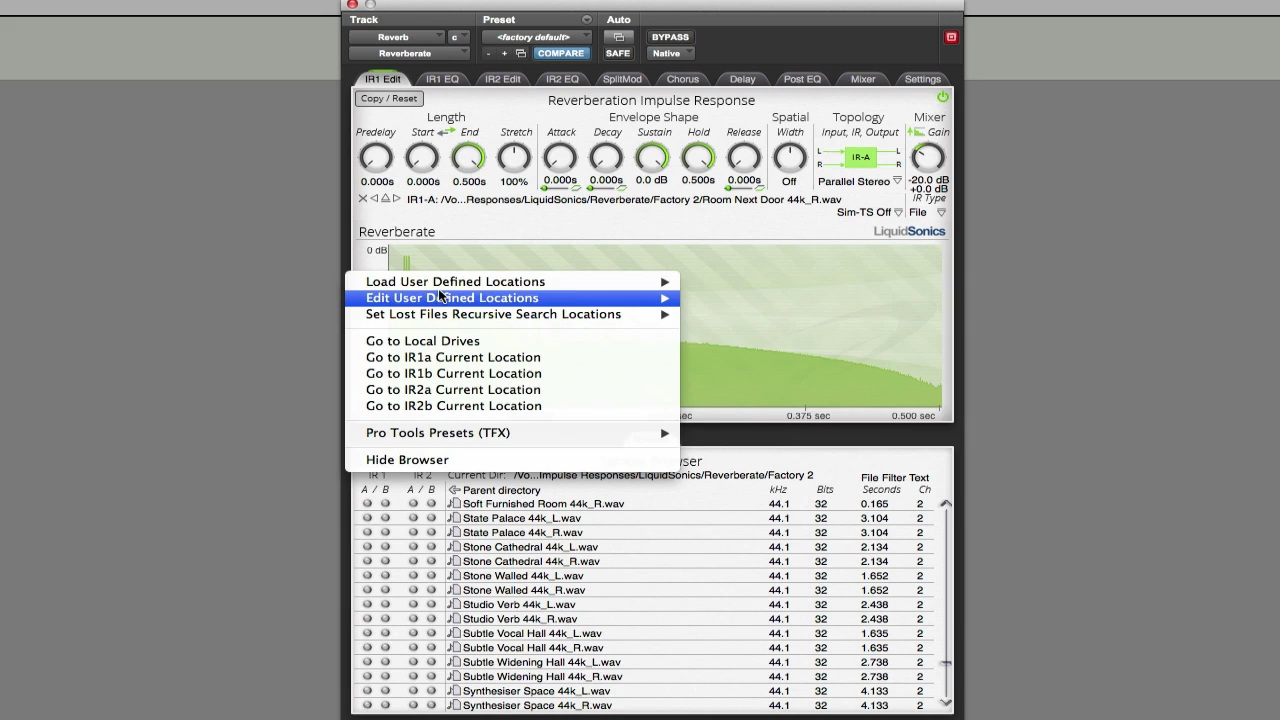 Track Preset Auto
Reverb c <factory default> BYPASS
Reverberate - + COMPARE SAFE Native
IR1 Edit IR1 EQ IR2 Edit IR2 EQ SplitMod Chorus Delay Post EQ Mixer Settings
Copy / Reset Reverberation Impulse Response
Length Envelope Shape Spatial Topology Mixer
Predelay Start End Stretch Attack Decay Sustain Hold Release Width Input, IR, Output Gain
L IR-A L
R R
0.000s 0.000s 0.500s 100% 0.000s 0.000s 0.0 dB 0.500s 0.000s Off Parallel Stereo -20.0 dB
+0.0 dB
IR1-A: /Vo...Responses/LiquidSonics/Reverberate/Factory 2/Room Next Door 44k_R.wav IR Type
Sim-TS Off File
Reverberate LiquidSonics
0 dB
Load User Defined Locations
Edit User Defined Locations
Set Lost Files Recursive Search Locations
Go to Local Drives
Go to IR1a Current Location
Go to IR1b Current Location
Go to IR2a Current Location
Go to IR2b Current Location
sec 0.375 sec 0.500 sec
Pro Tools Presets (TFX)
Hide Browser
IR 1 IR 2 Current Dir: /Vo...Impulse Responses/LiquidSonics/Reverberate/Factory 2 File Filter Text
A / B A / B Parent directory kHz Bits Seconds Ch
Soft Furnished Room 44k_R.wav 44.1 32 0.165 2
State Palace 44k_L.wav 44.1 32 3.104 2
State Palace 44k_R.wav 44.1 32 3.104 2
Stone Cathedral 44k_L.wav 44.1 32 2.134 2
Stone Cathedral 44k_R.wav 44.1 32 2.134 2
Stone Walled 44k_L.wav 44.1 32 1.652 2
Stone Walled 44k_R.wav 44.1 32 1.652 2
Studio Verb 44k_L.wav 44.1 32 2.438 2
Studio Verb 44k_R.wav 44.1 32 2.438 2
Subtle Vocal Hall 44k_L.wav 44.1 32 1.635 2
Subtle Vocal Hall 44k_R.wav 44.1 32 1.635 2
Subtle Widening Hall 44k_L.wav 44.1 32 2.738 2
Subtle Widening Hall 44k_R.wav 44.1 32 2.738 2
Synthesiser Space 44k_L.wav 44.1 32 4.133 2
Synthesiser Space 44k_R.wav 44.1 32 4.133 2